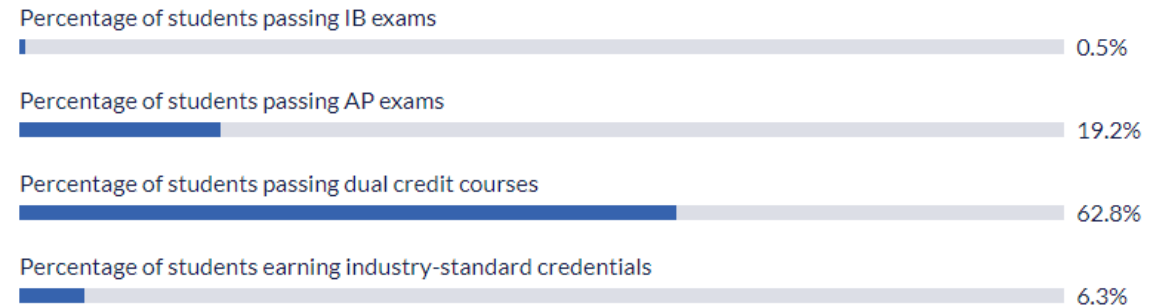 Percentage of students passing IB exams
0.5%
Percentage of students passing AP exams
19.2%
Percentage of students passing dual credit courses
62.8%
Percentage of students earning industry-standard credentials
6.3%